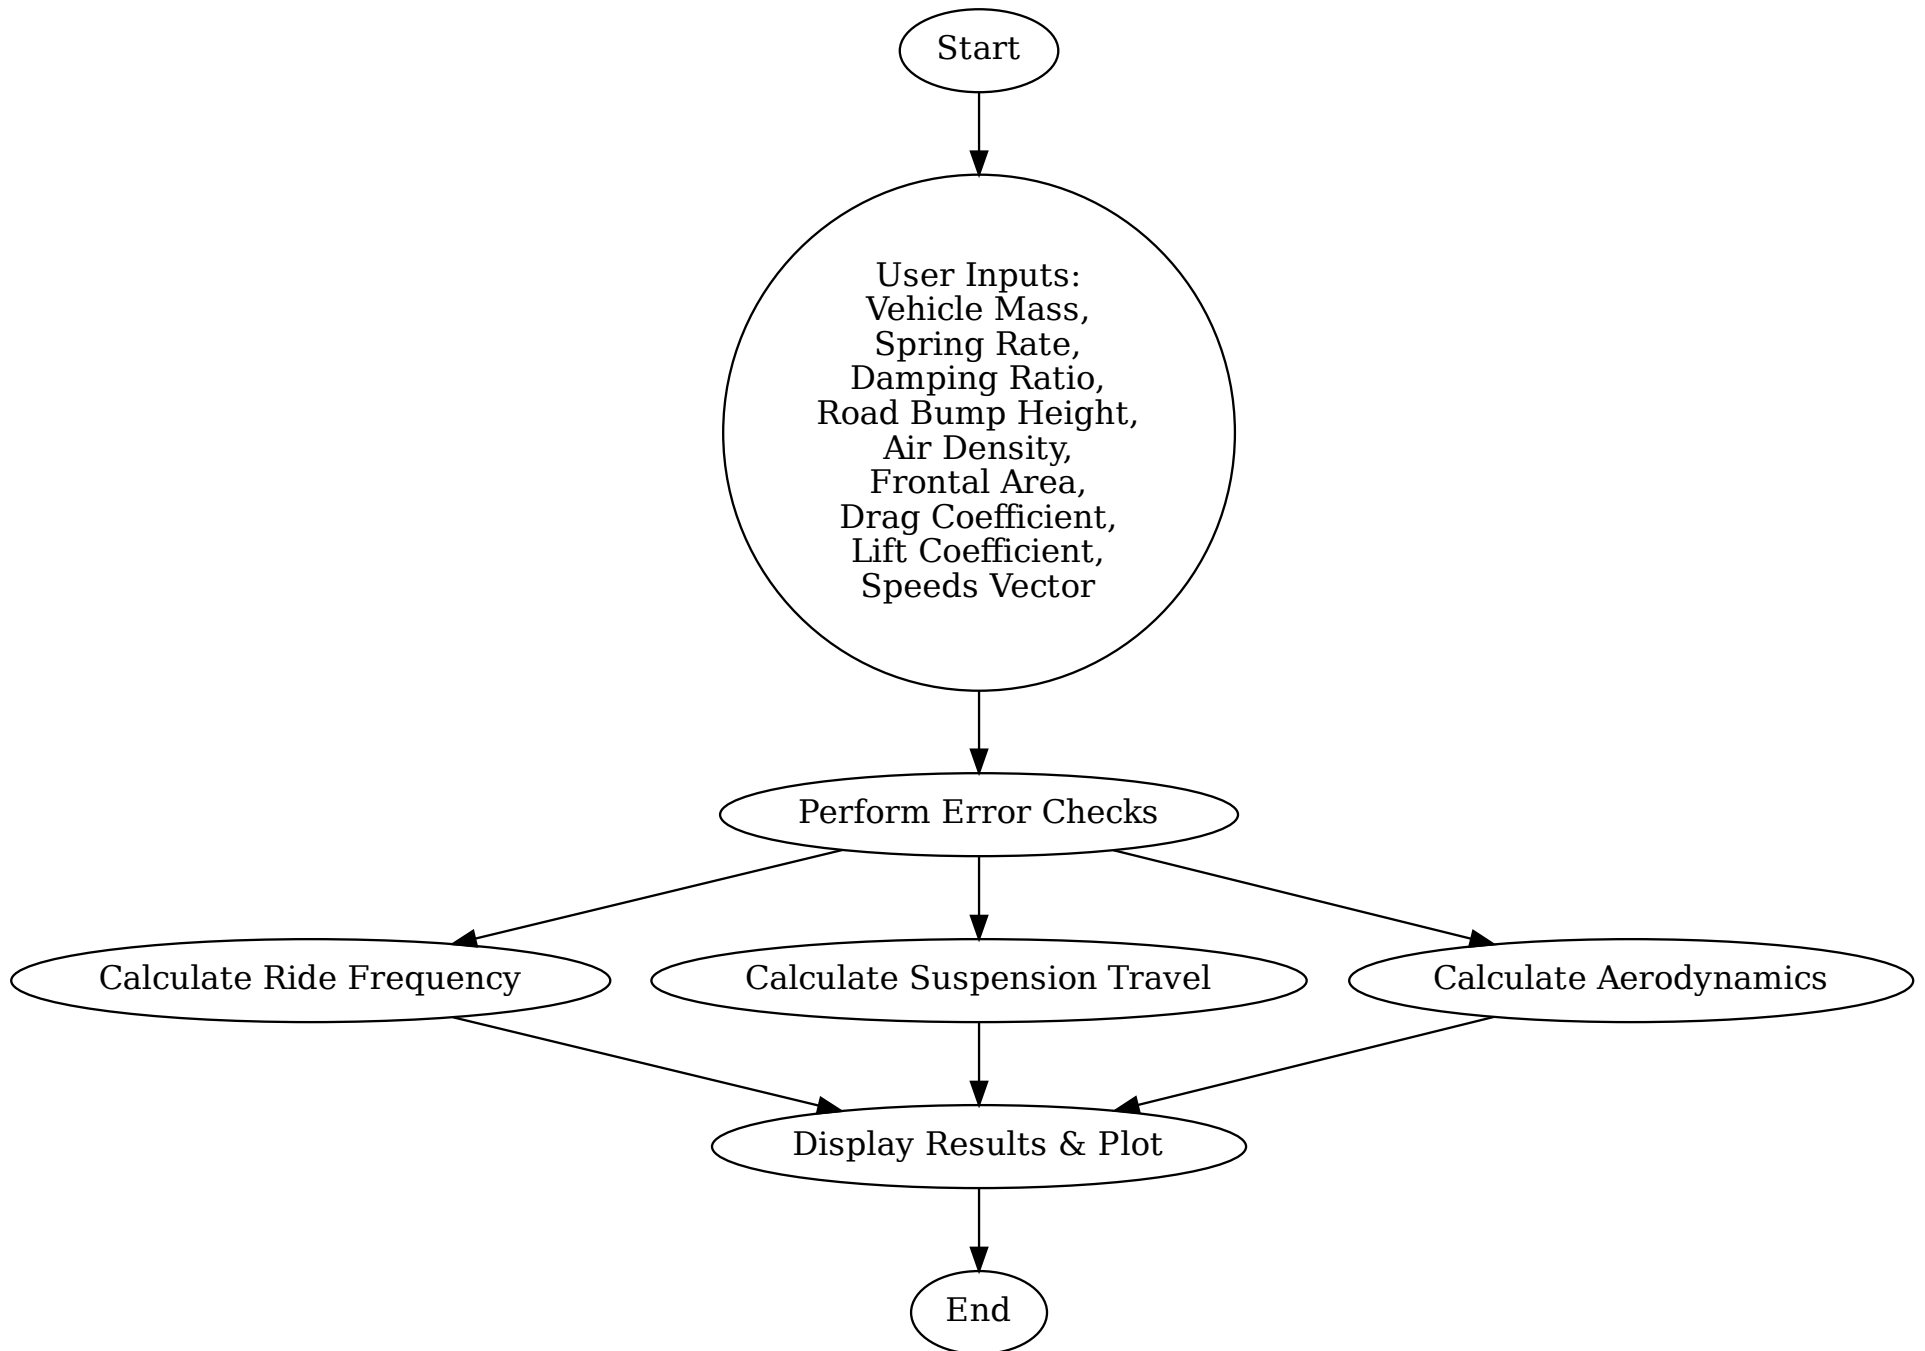 Start
User Inputs:
Vehicle Mass,
Spring Rate,
Damping Ratio,
Road Bump Height,
Air Density,
Frontal Area,
Drag Coefficient,
Lift Coefficient,
Speeds Vector
Perform Error Checks
Calculate Ride Frequency
Calculate Suspension Travel
Calculate Aerodynamics
Display Results & Plot
End